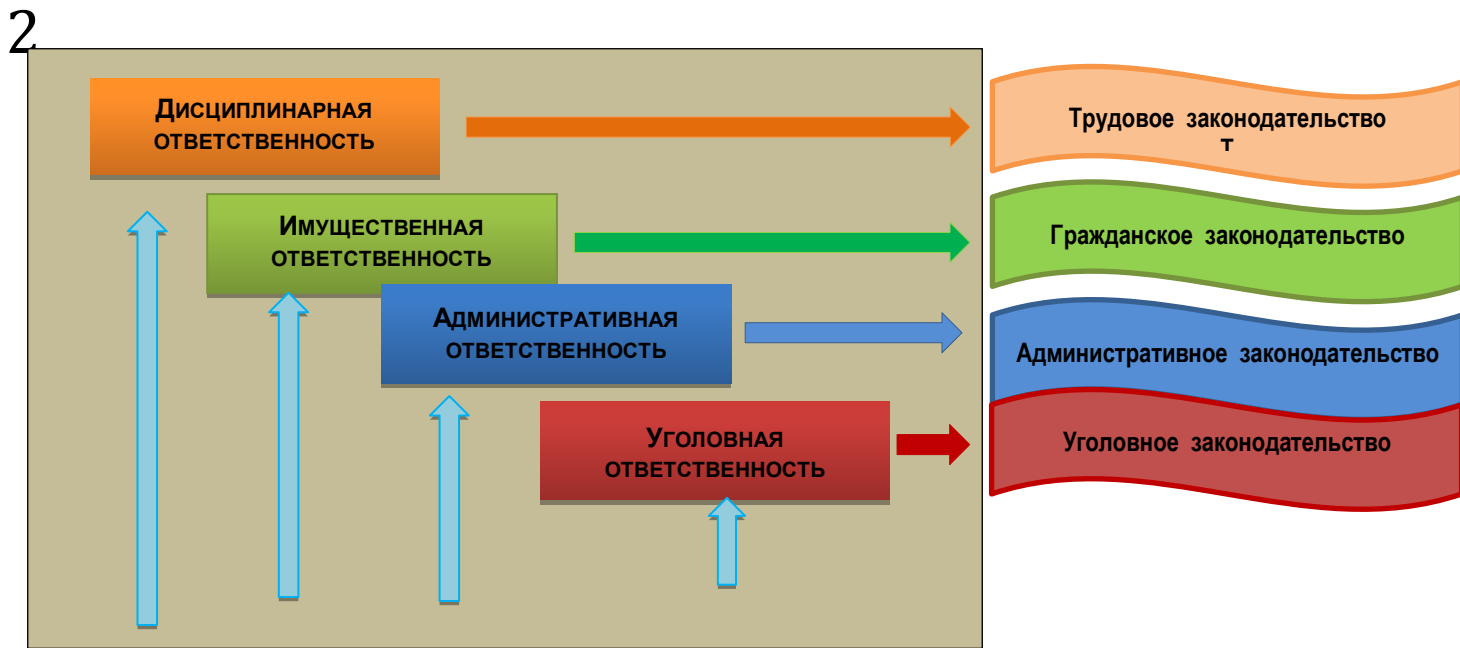 2
ДИСЦИПЛИНАРНАЯ
ОТВЕТСТВЕННОСТЬ
Трудовое законодательство
Т
ИМУЩЕСТВЕННАЯ
ОТВЕТСТВЕННОСТЬ
Гражданское законодательство
АДМИНИСТРАТИВНАЯ
ОТВЕТСТВЕННОСТЬ
Административное законодательство
УГОЛОВНАЯ
ОТВЕТСТВЕННОСТЬ
Уголовное законодательство